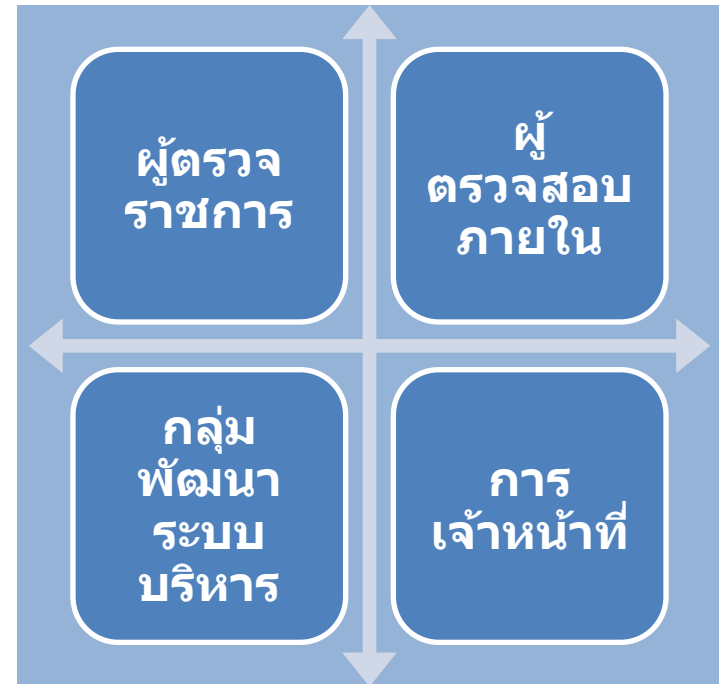 ผู้ตรวจ
ราชการ
ผู้
ตรวจสอบ
ภายใน
กลุ่ม
พัฒนา
ระบบ
บริหาร
การ
เจ้าหน้าที่